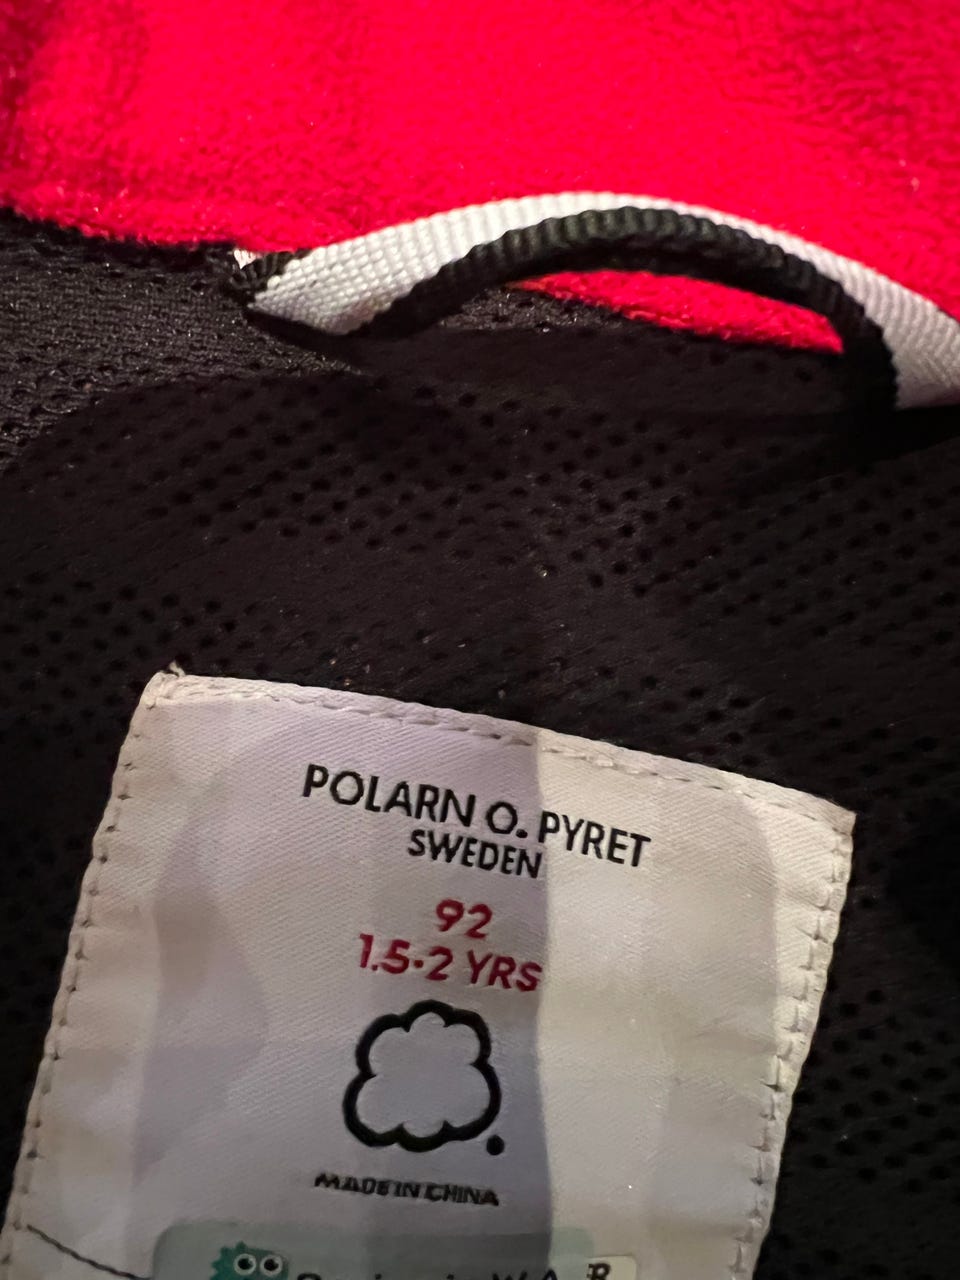 POLARN O. PYRET
SWEDEN
92
1.5-2 YRS
MADE IN CHINA